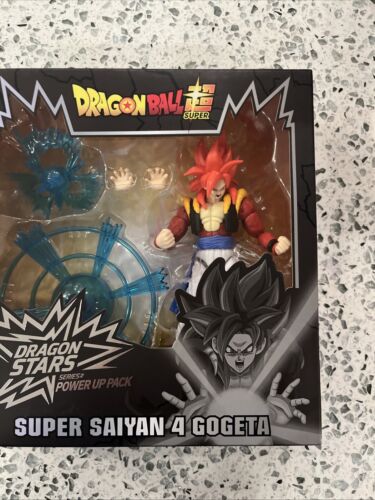 DRAGON BALL 超
SUPER
DRAGON
STARS
SERIES
POWER UP PACK
SUPER SAIYAN 4 GOGETA